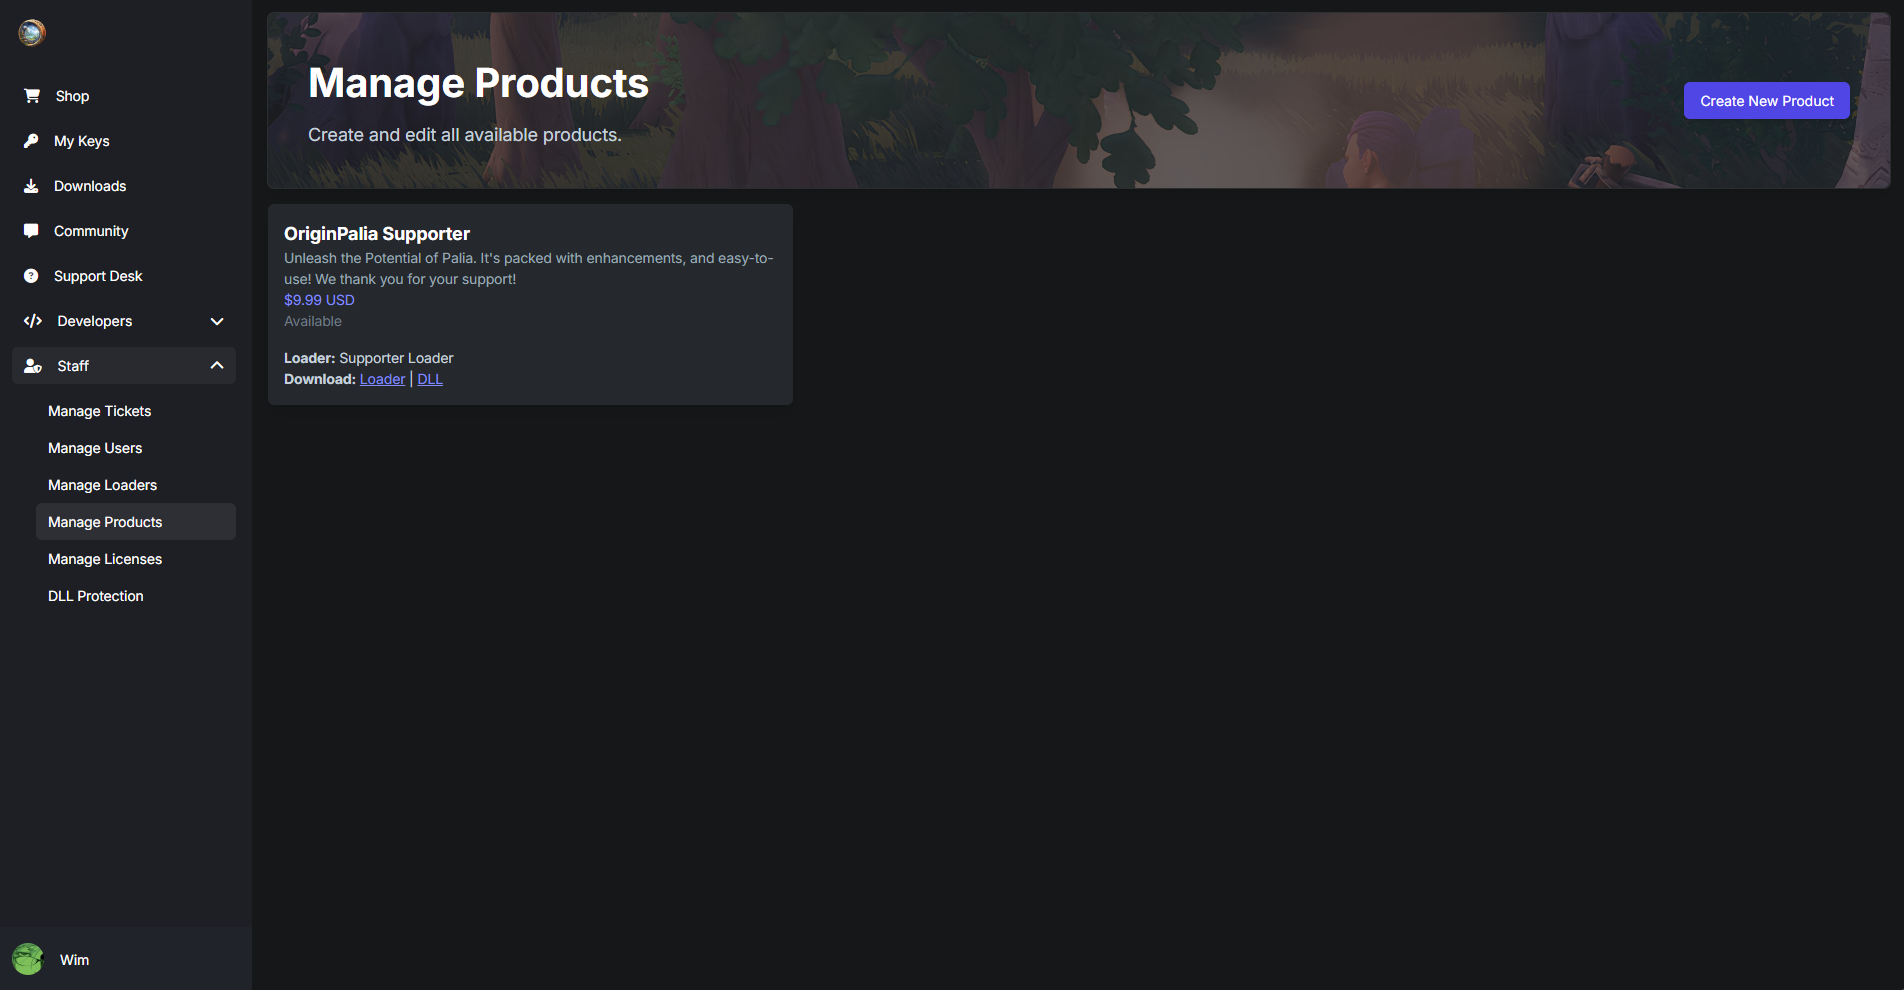 Shop
My Keys
Downloads
Community
Support Desk
Developers
Staff
Manage Tickets
Manage Users
Manage Loaders
Manage Products
Manage Licenses
DLL Protection
Wim
Manage Products
Create and edit all available products.
Create New Product
OriginPalia Supporter
Unleash the Potential of Palia. It's packed with enhancements, and easy-to-
use! We thank you for your support!
$9.99 USD
Available
Loader: Supporter Loader
Download: Loader | DLL